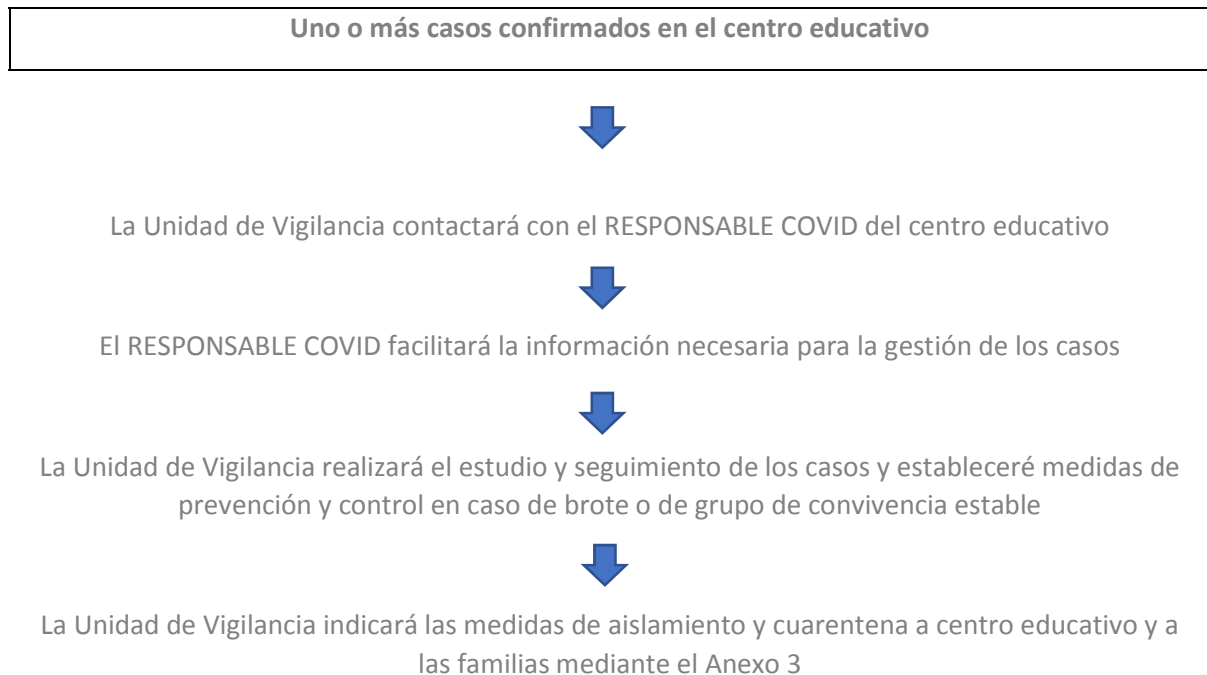 Uno o más casos confirmados en el centro educativo
La Unidad de Vigilancia contactará con el RESPONSABLE COVID del centro educativo
El RESPONSABLE COVID facilitará la información necesaria para la gestión de los casos
La Unidad de Vigilancia realizará el estudio y seguimiento de los casos y estableceré medidas de
prevención y control en caso de brote o de grupo de convivencia estable
La Unidad de Vigilancia indicará las medidas de aislamiento y cuarentena a centro educativo y a
las familias mediante el Anexo 3